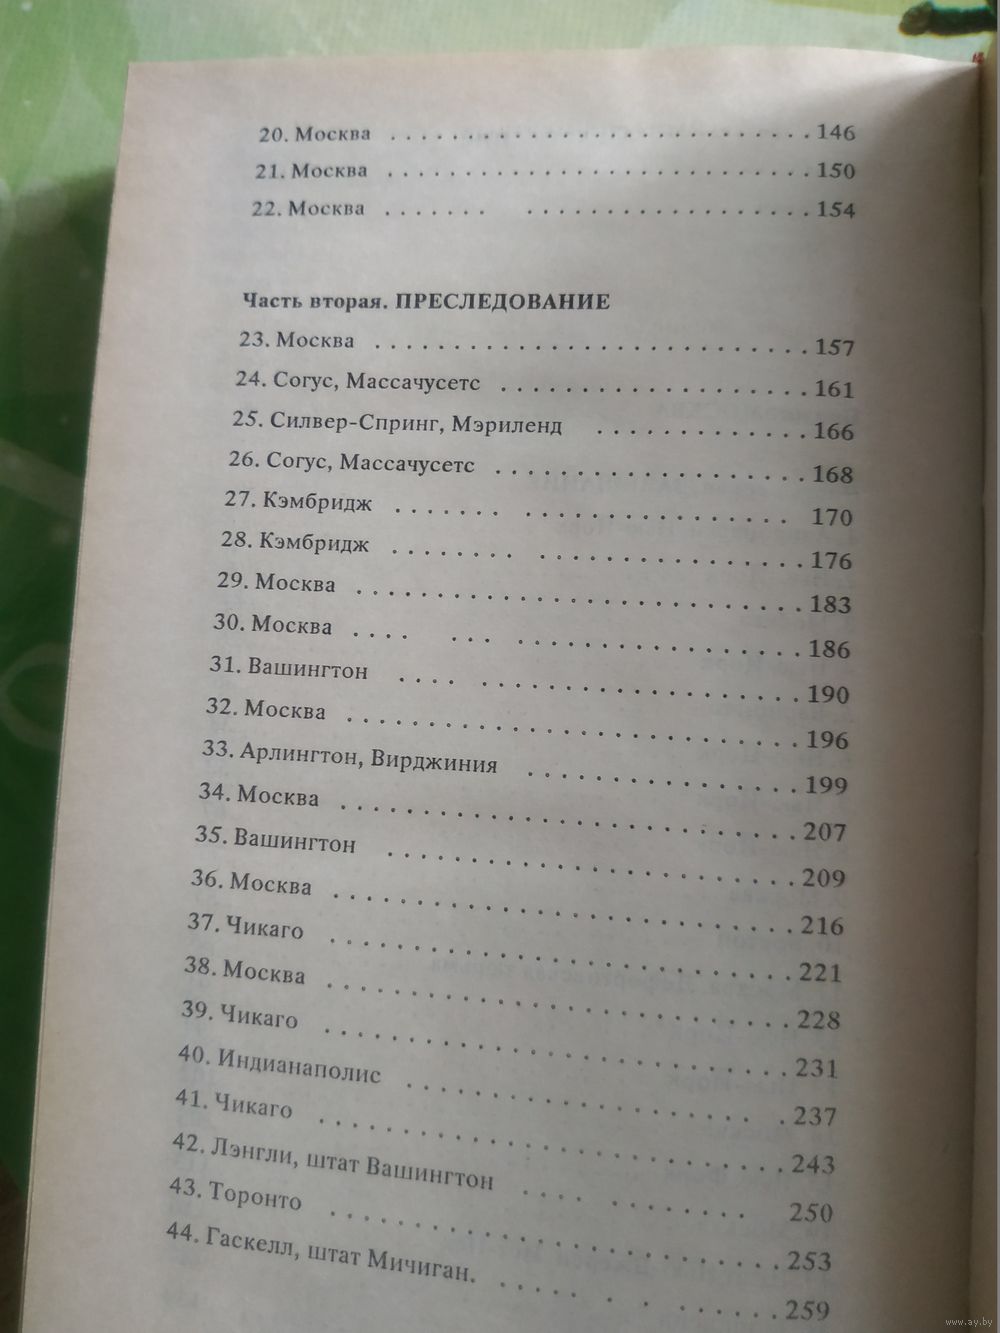 20. Москва ............................ 146
21. Москва ............................ 150
22. Москва ....... ................... 154
Часть вторая. ПРЕСЛЕДОВАНИЕ
23. Москва ............................ 157
24. Согус, Массачусетс .................... 161
25. Силвер-Спринг, Мэриленд .............. 166
26. Согус, Массачусетс .................... 168
27. Кэмбридж ....... ................. 170
28. Кэмбридж ........ ................. 176
29. Москва ............................ 183
30. Москва .... ... .................. 186
31. Вашингтон .... .................... 190
32. Москва ............................ 196
33. Арлингтон, Вирджиния ................. 199
34. Москва ............................ 207
35. Вашингтон .......................... 209
36. Москва ............................ 216
37. Чикаго ............................ 221
38. Москва ............................ 228
39. Чикаго ............................ 231
40. Индианаполис .................... . 237
41. Чикаго ............................ 243
42. Лэнгли, штат Вашингтон .... ........ 250
43. Торонто ............................ 253
44. Гаскелл, штат Мичиган. ..... . . ...... 259
www.ay.by